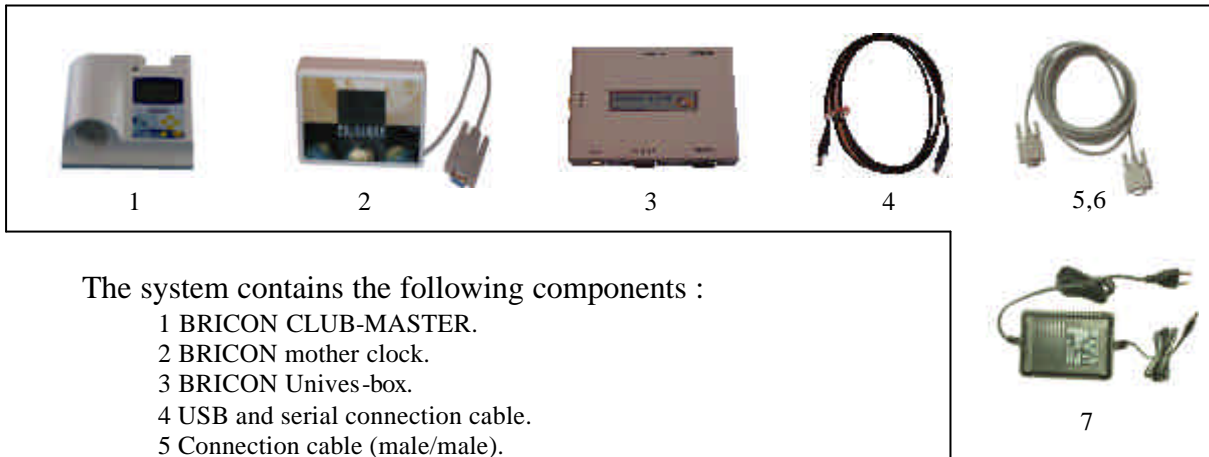 1
2
3
4
5,6
The system contains the following components :
1 BRICON CLUB-MASTER.
2 BRICON mother clock.
3 BRICON Unives-box.
4 USB and serial connection cable.
5 Connection cable (male/male).
7